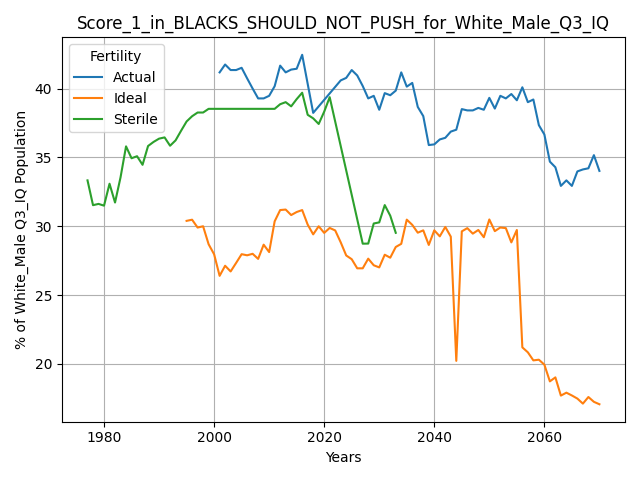 Score_1_in_BLACKS_SHOULD_NOT_PUSH_for_White_Male_Q3_IQ
Fertility
Actual
Ideal
Sterile
% of White_Male Q3_IQ Population
40
35
30
25
20
1980
2000
2020
2040
2060
Years